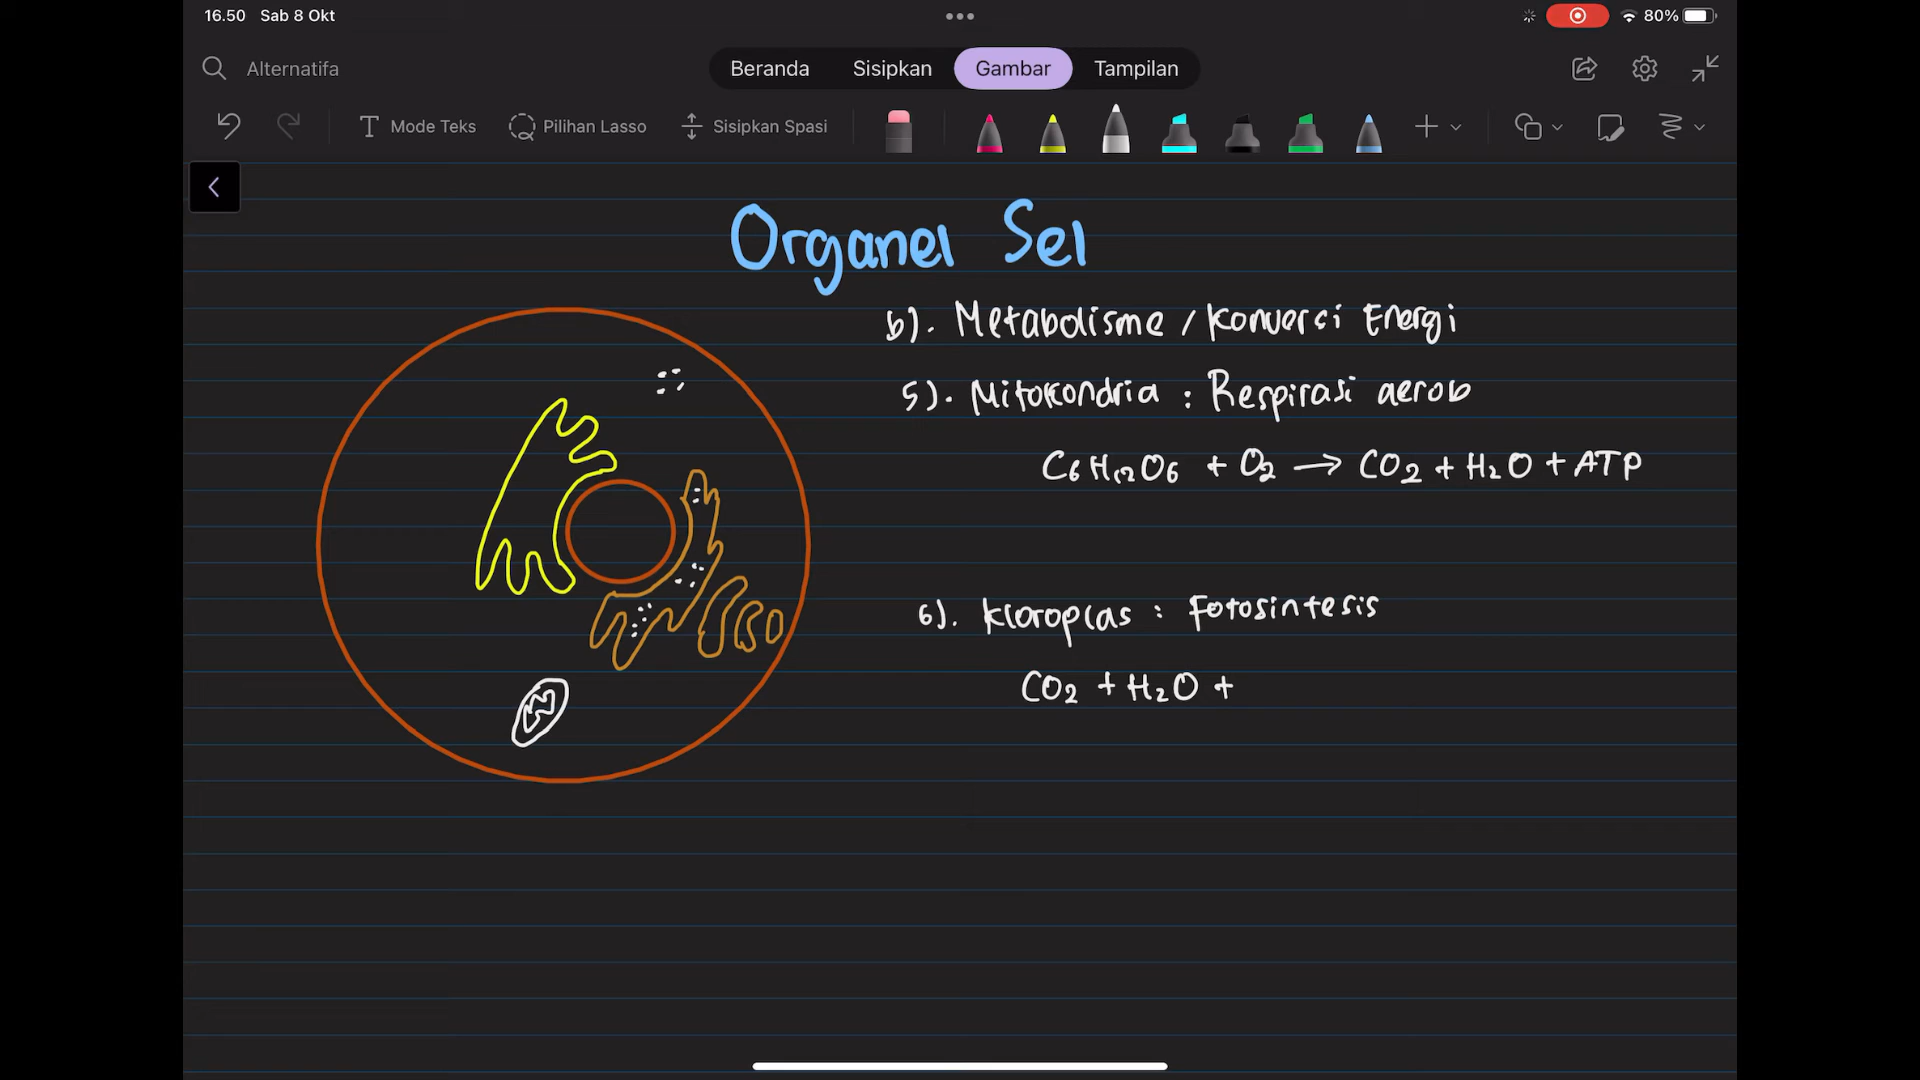 16.50 Sab 8 Okt
80%
Alternatifa
Beranda Sisipkan Gambar Tampilan
Mode Teks Pilihan Lasso Sisipkan Spasi
Organel Sel
b). Metabolisme / Konversi Energi
5). Mitokondria : Respirasi aerob
C6H12O6 + O2 → CO2 + H2O + ATP
6). Kloroplas : Fotosintesis
CO2 + H2O +